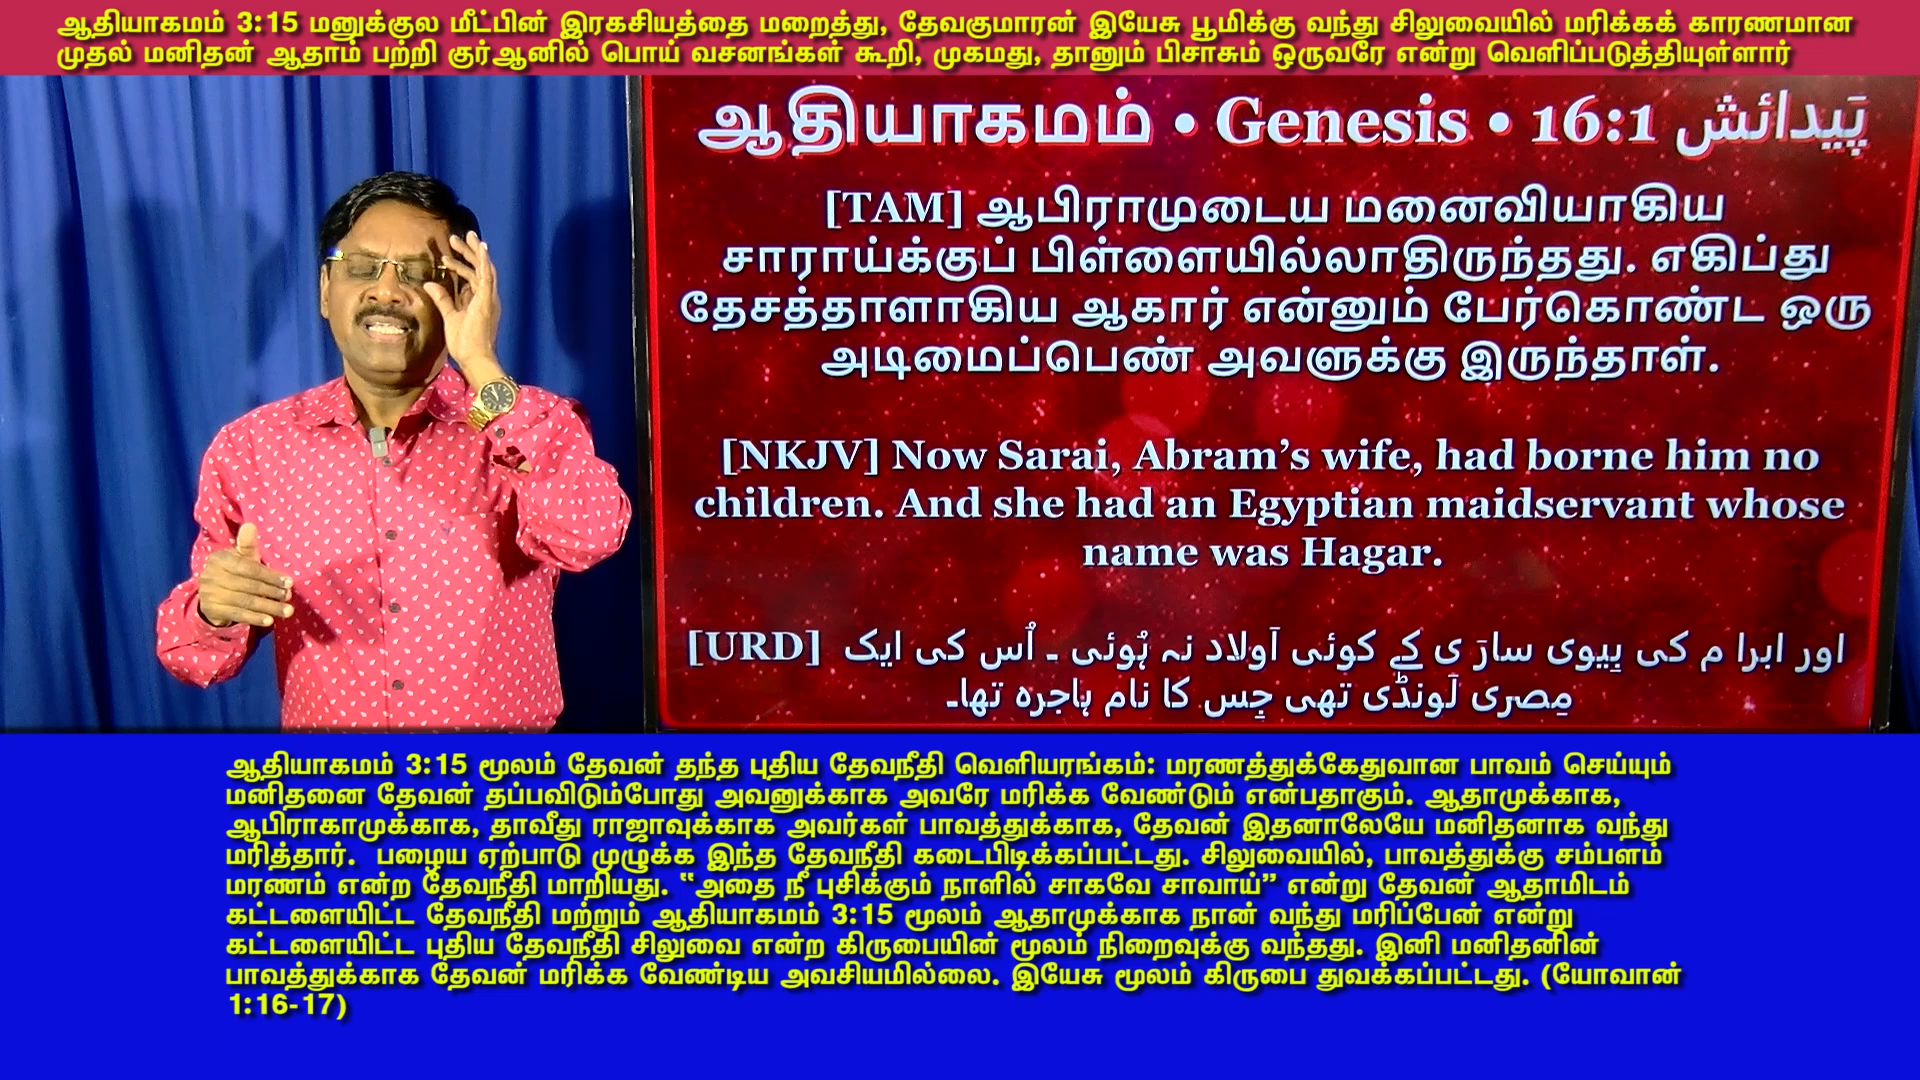 ஆதியாகமம் 3:15 மனுக்குல மீட்பின் இரகசியத்தை மறைத்து, தேவகுமாரன் இயேசு பூமிக்கு வந்து சிலுவையில் மரிக்கக் காரணமான
முதல் மனிதன் ஆதாம் பற்றி குர்ஆனில் பொய் வசனங்கள் கூறி, முகமது, தானும் பிசாசும் ஒருவரே என்று வெளிப்படுத்தியுள்ளார்
ஆதியாகமம் • Genesis • 16:1 پَیدائش
[TAM] ஆபிராமுடைய மனைவியாகிய
சாராய்க்குப் பிள்ளையில்லாதிருந்தது. எகிப்து
தேசத்தாளாகிய ஆகார் என்னும் பேர்கொண்ட ஒரு
அடிமைப்பெண் அவளுக்கு இருந்தாள்.
[NKJV] Now Sarai, Abram’s wife, had borne him no
children. And she had an Egyptian maidservant whose
name was Hagar.
[URD] اور ابرا م کی بِیوی سارَ ی کے کوئی اَولاد نہ ہُوئی ۔ اُس کی ایک
مِصری لَونڈی تھی جِس کا نام ہاجرہ تھا۔
ஆதியாகமம் 3:15 மூலம் தேவன் தந்த புதிய தேவநீதி வெளியரங்கம்: மரணத்துக்கேதுவான பாவம் செய்யும்
மனிதனை தேவன் தப்பவிடும்போது அவனுக்காக அவரே மரிக்க வேண்டும் என்பதாகும். ஆதாமுக்காக,
ஆபிராகாமுக்காக, தாவீது ராஜாவுக்காக அவர்கள் பாவத்துக்காக, தேவன் இதனாலேயே மனிதனாக வந்து
மரித்தார். பழைய ஏற்பாடு முழுக்க இந்த தேவநீதி கடைபிடிக்கப்பட்டது. சிலுவையில், பாவத்துக்கு சம்பளம்
மரணம் என்ற தேவநீதி மாறியது. “அதை நீ புசிக்கும் நாளில் சாகவே சாவாய்” என்று தேவன் ஆதாமிடம்
கட்டளையிட்ட தேவநீதி மற்றும் ஆதியாகமம் 3:15 மூலம் ஆதாமுக்காக நான் வந்து மரிப்பேன் என்று
கட்டளையிட்ட புதிய தேவநீதி சிலுவை என்ற கிருபையின் மூலம் நிறைவுக்கு வந்தது. இனி மனிதனின்
பாவத்துக்காக தேவன் மரிக்க வேண்டிய அவசியமில்லை. இயேசு மூலம் கிருபை துவக்கப்பட்டது. (யோவான்
1:16-17)